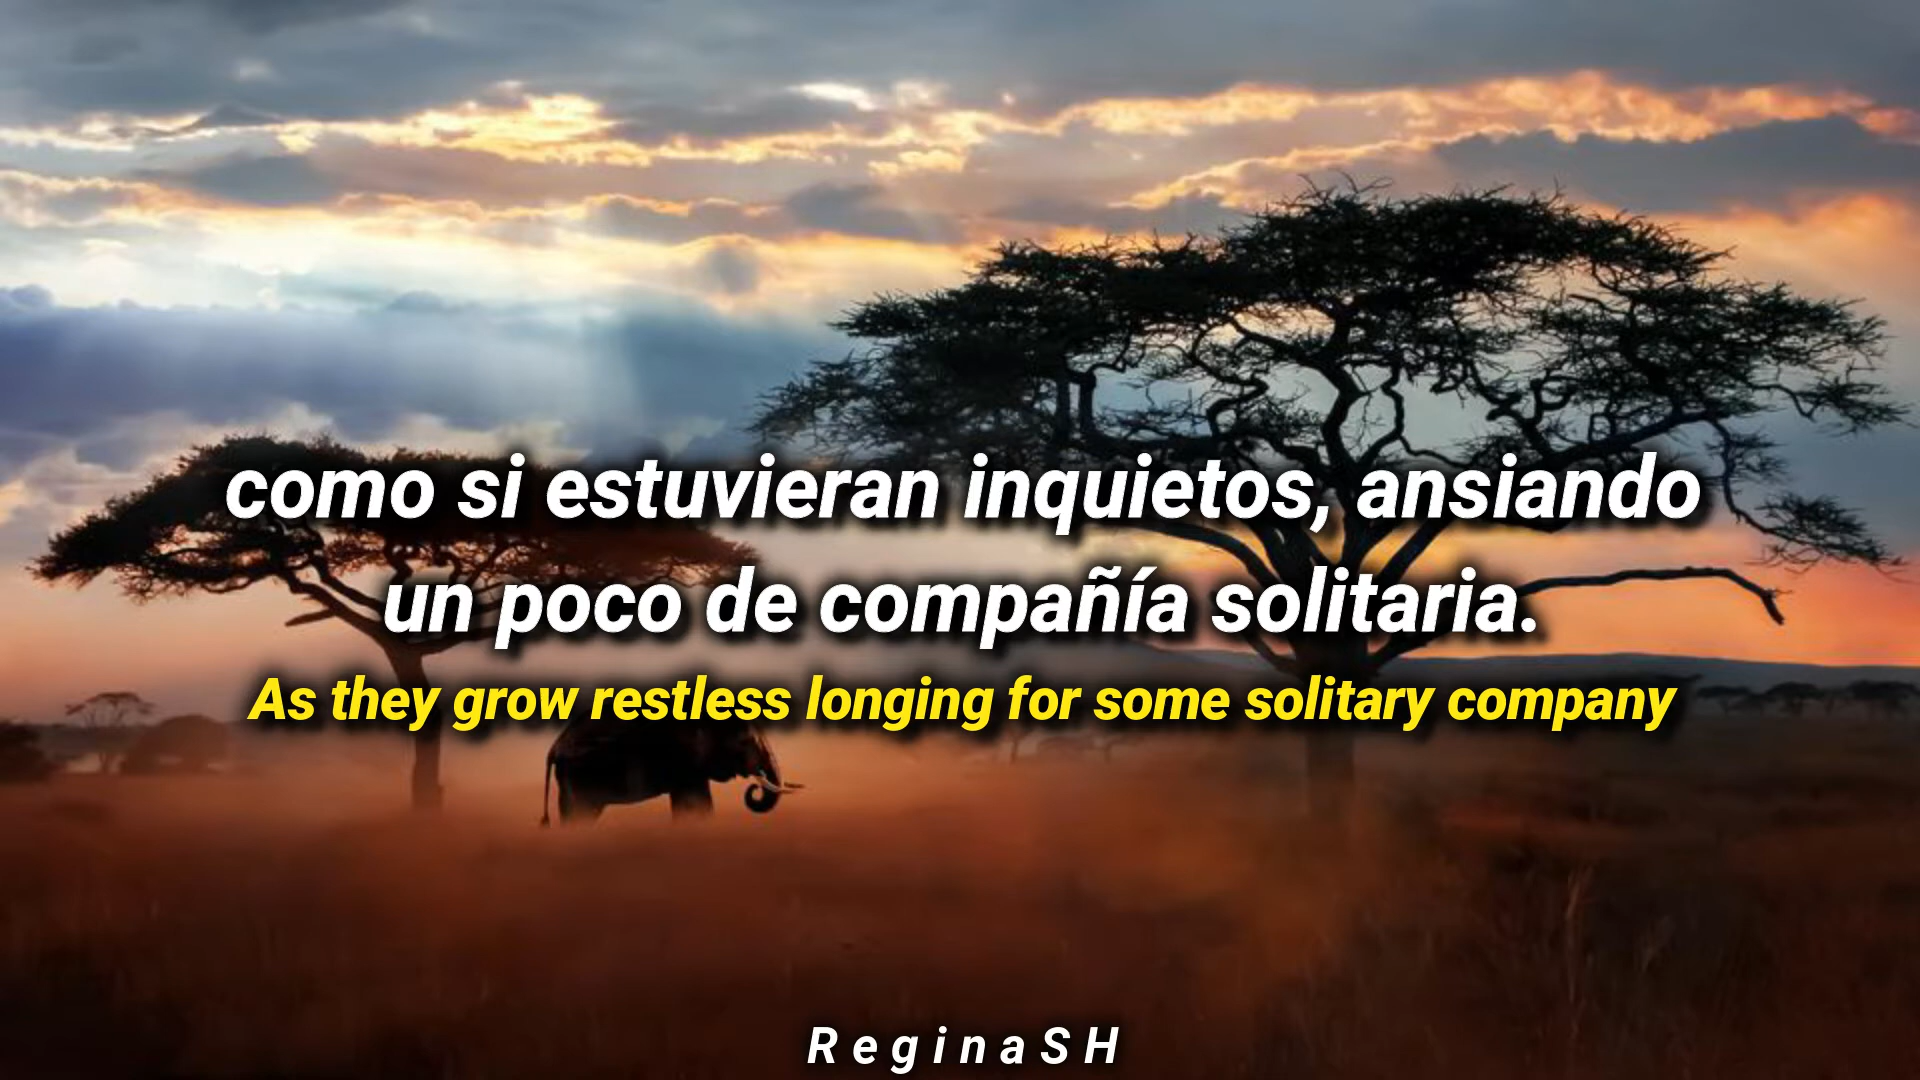 como si estuvieran inquietos, ansiando
un poco de compañía solitaria.
As they grow restless longing for some solitary company
ReginaSH